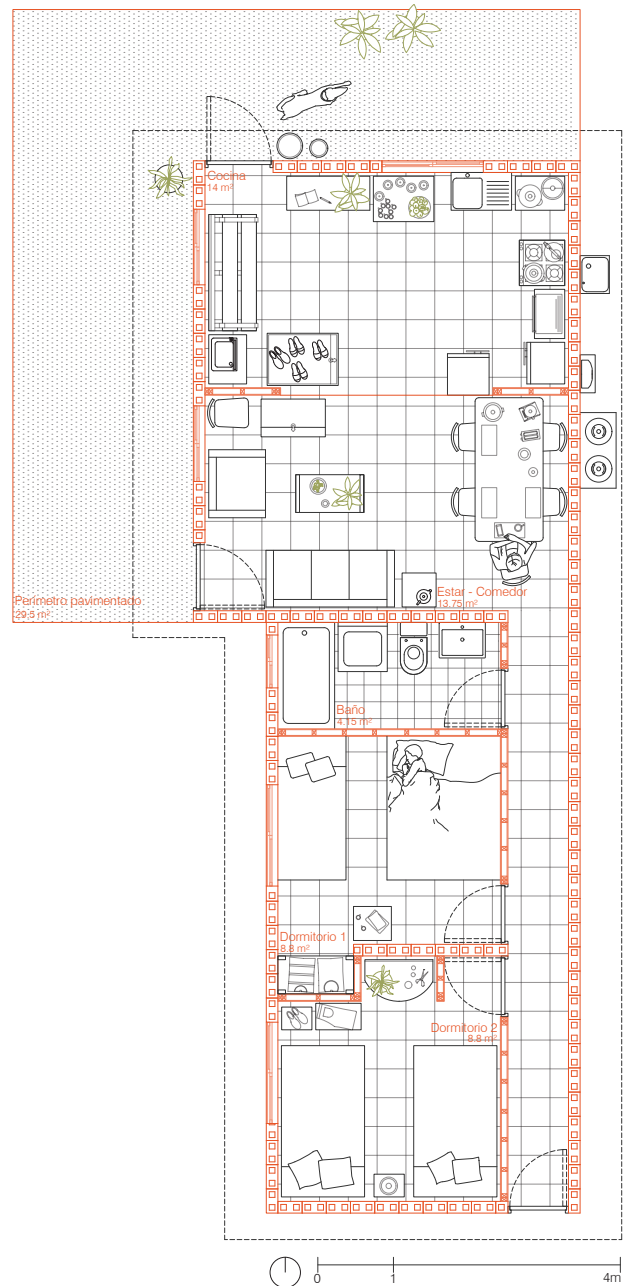 Cocina
14 m²
Perímetro pavimentado
29.5 m²
Estar - Comedor
13.75 m²
Baño
4.15 m²
Dormitorio 1
8.8 m²
Dormitorio 2
8.8 m²
0 1 4m